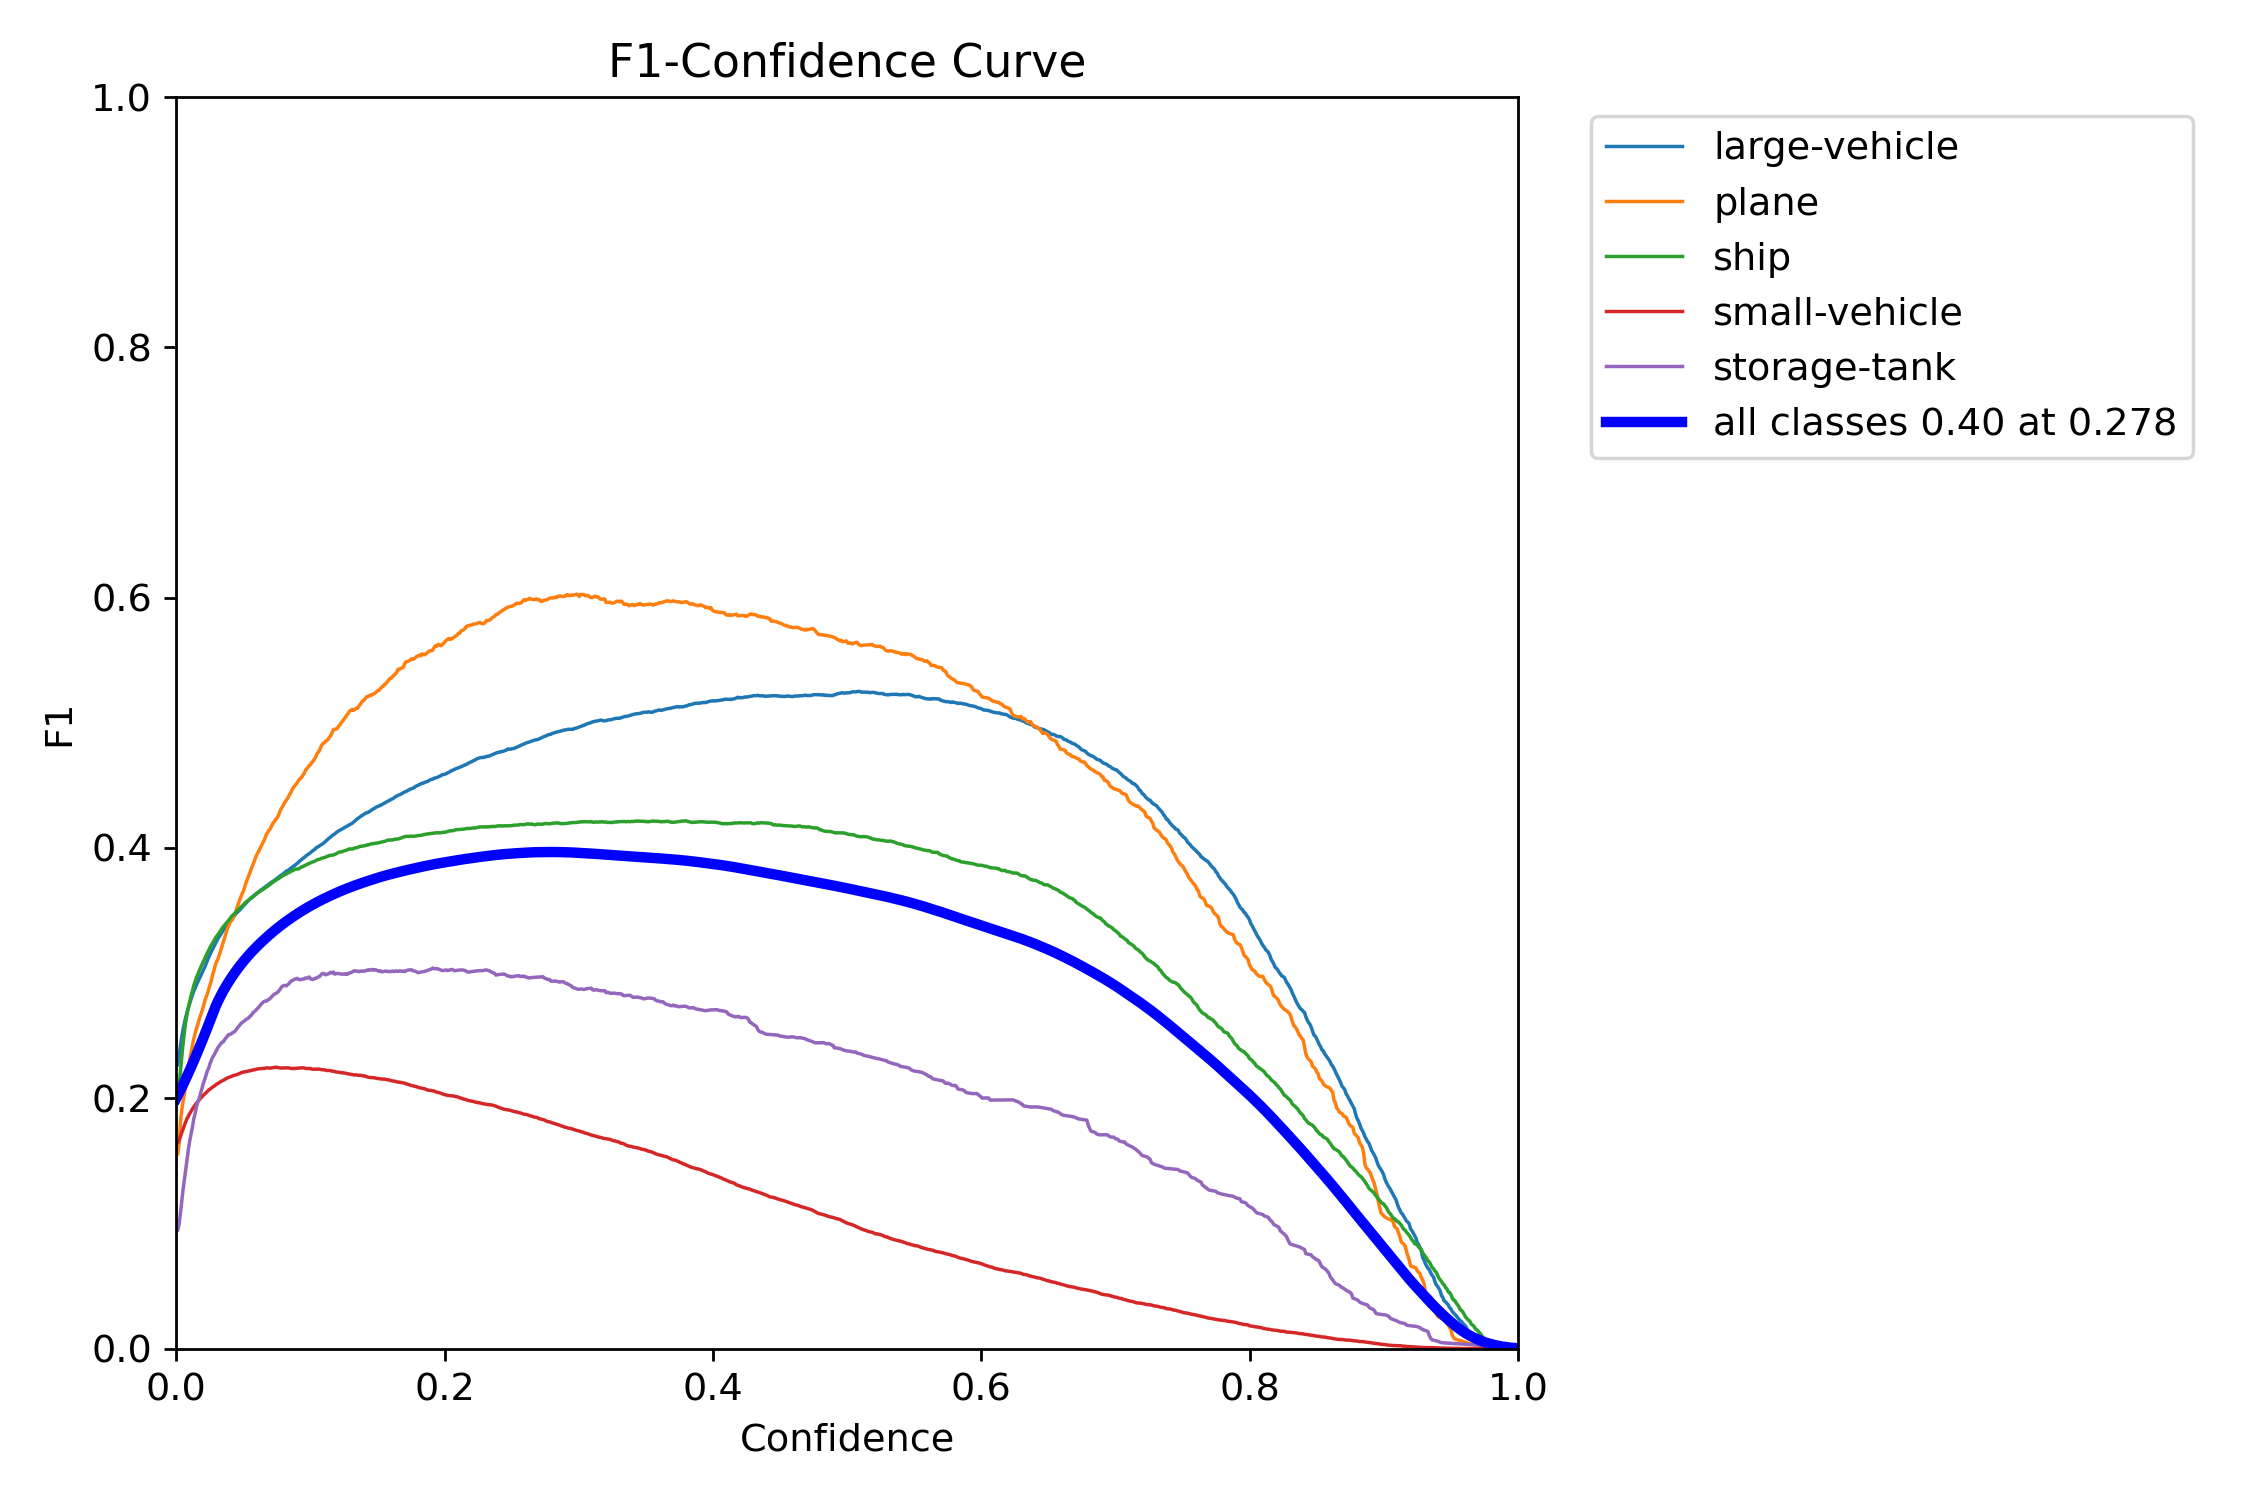 F1-Confidence Curve
1.0
0.8
0.6
0.4
0.2
0.0
F1
0.0 0.2 0.4 0.6 0.8 1.0
Confidence
large-vehicle
plane
ship
small-vehicle
storage-tank
all classes 0.40 at 0.278